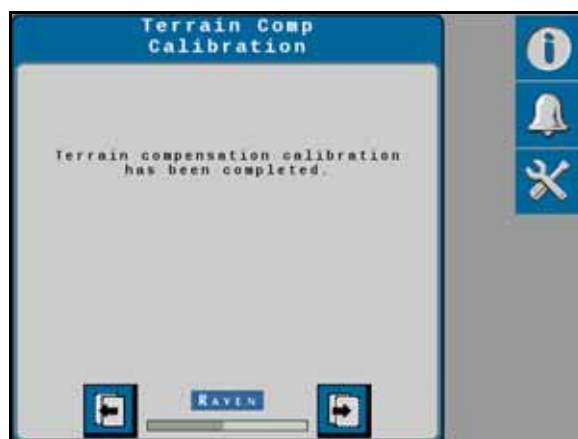 Terrain Comp
Calibration
Terrain compensation calibration
has been completed.
RAVEN